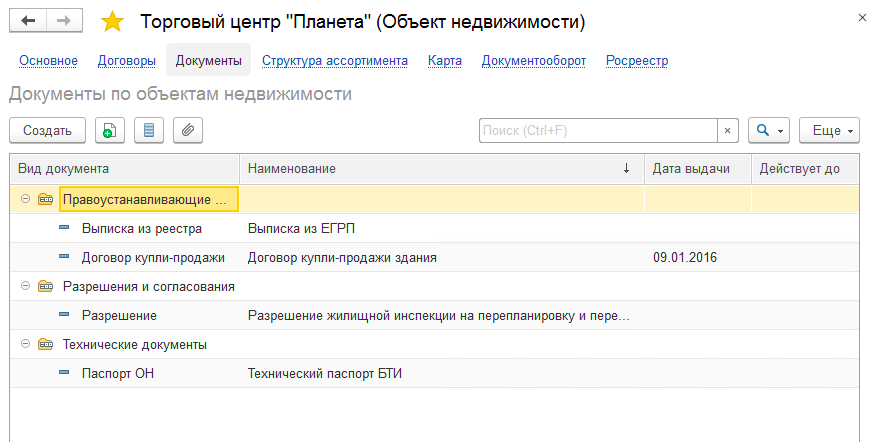 Торговый центр "Планета" (Объект недвижимости)
Основное Договоры Документы Структура ассортимента Карта Документооборот Росреестр
Документы по объектам недвижимости
Создать Поиск (Ctrl+F) × Еще
Вид документа Наименование ↓ Дата выдачи Действует до
Правоустанавливающие ...
Выписка из реестра Выписка из ЕГРП
Договор купли-продажи Договор купли-продажи здания 09.01.2016
Разрешения и согласования
Разрешение Разрешение жилищной инспекции на перепланировку и пере...
Технические документы
Паспорт ОН Технический паспорт БТИ